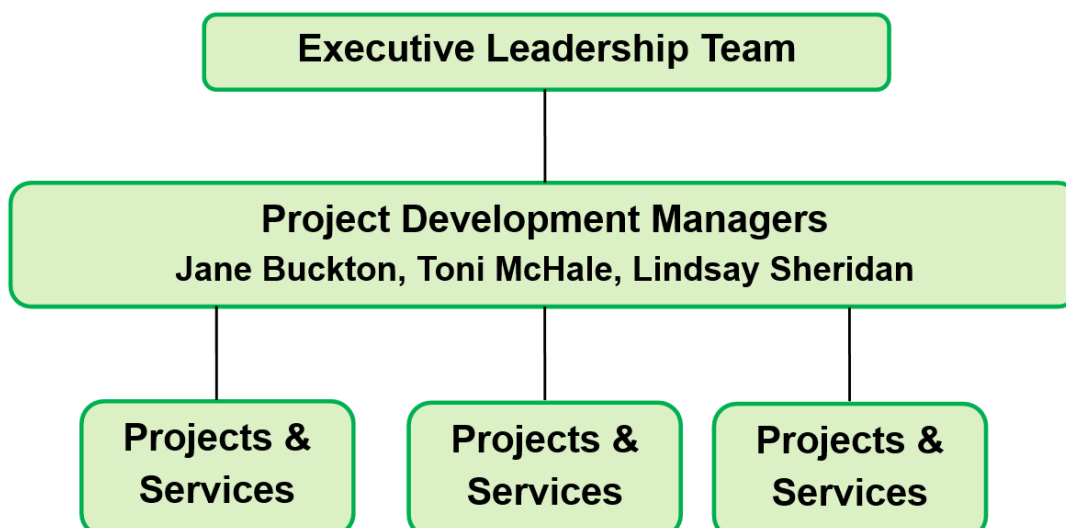 Executive Leadership Team
Project Development Managers
Jane Buckton, Toni McHale, Lindsay Sheridan
Projects &
Services
Projects &
Services
Projects &
Services